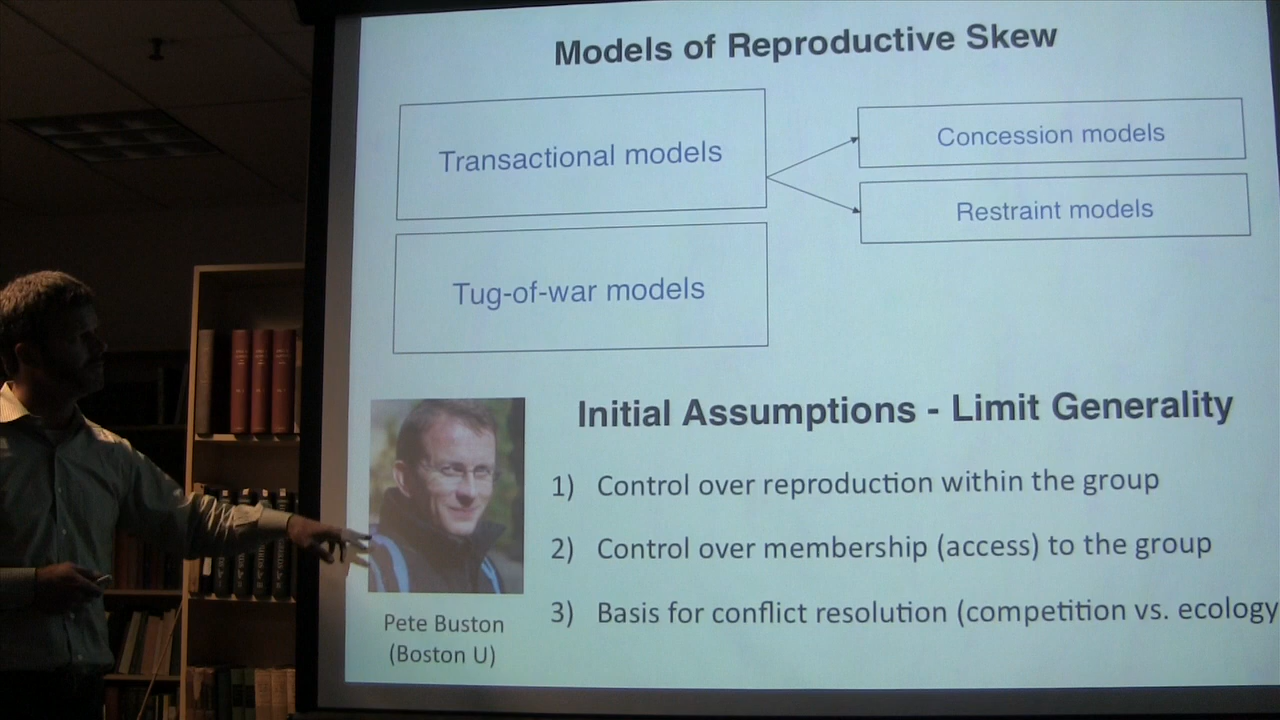 Models of Reproductive Skew
Transactional models
Concession models
Restraint models
Tug-of-war models
Initial Assumptions - Limit Generality
1) Control over reproduction within the group
2) Control over membership (access) to the group
3) Basis for conflict resolution (competition vs. ecology
Pete Buston
(Boston U)